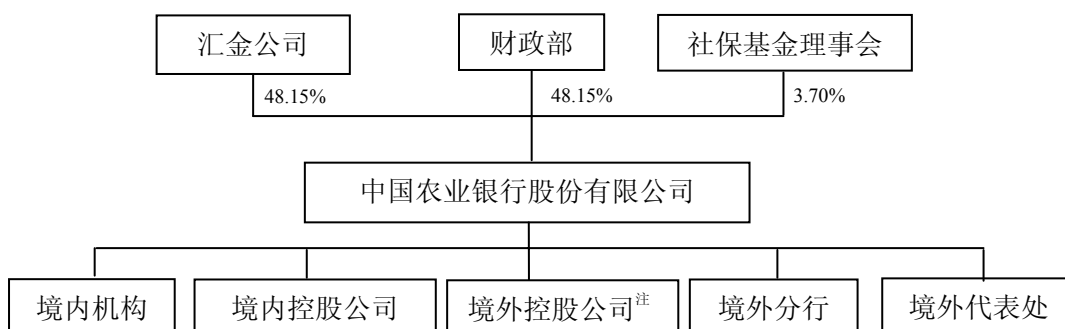 汇金公司 财政部 社保基金理事会
48.15% 48.15% 3.70%
中国农业银行股份有限公司
境内机构 境内控股公司 境外控股公司注 境外分行 境外代表处